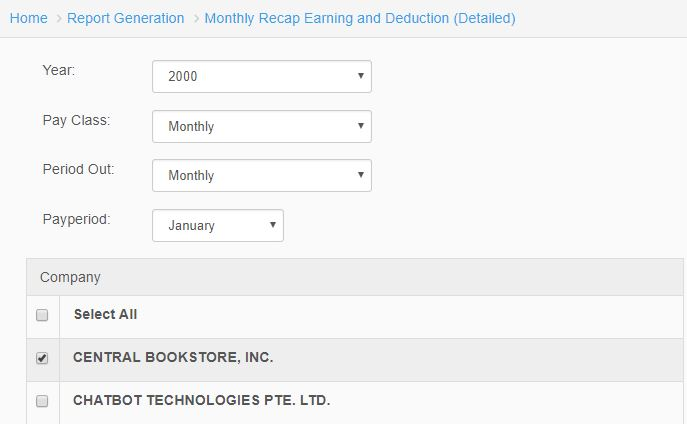 Home > Report Generation > Monthly Recap Earning and Deduction (Detailed)
Year: 2000
Pay Class: Monthly
Period Out: Monthly
Payperiod: January
Company
Select All
CENTRAL BOOKSTORE, INC.
CHATBOT TECHNOLOGIES PTE. LTD.